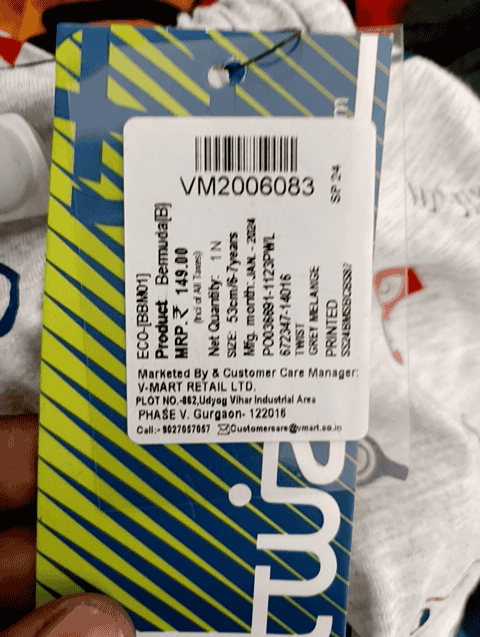 VM2006083
SP 24
ECO-[BBM01]
Product Bermuda[B]
MRP. ₹ 149.00
(Incl of All Taxes)
Net Quantity: 1 N
SIZE: 53cm/6-7years
Mfg. month: JAN. 2024
PO036691-1123PWL
672347-14016
TWIST
GREY MELANGE
PRINTED
Marketed By & Customer Care Manager:
V-MART RETAIL LTD.
PLOT NO.-862,Udyog Vihar Industrial Area
PHASE V. Gurgaon- 122016
Call:- 9027057057 Customercare@vmart.co.in